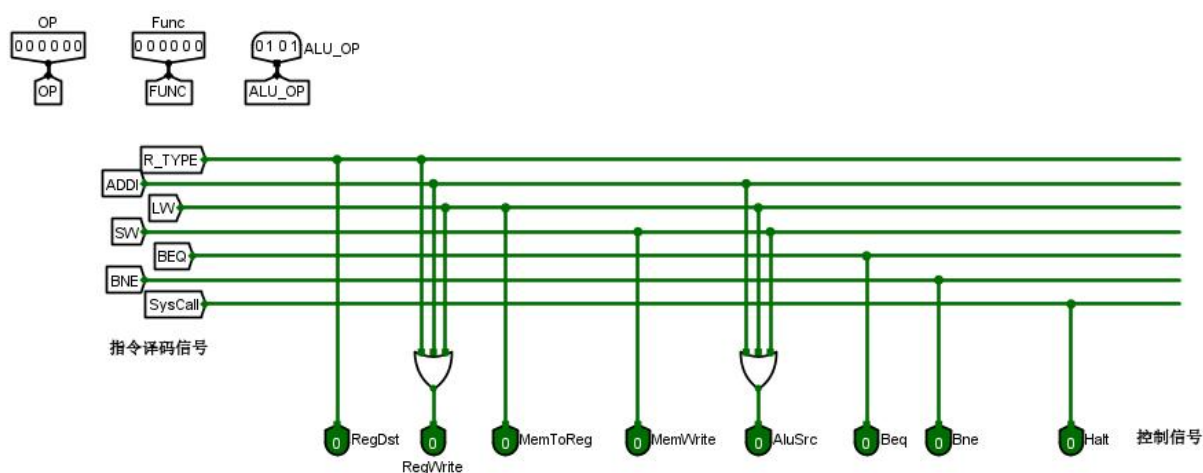 OP Func
000000 000000 0101 ALU_OP
OP FUNC ALU_OP
R_TYPE
ADDI
LW
SW
BEQ
BNE
SysCall
指令译码信号
0 RegDst 0 0 MemToReg 0 MemWrite 0 AluSrc 0 Beq 0 Bne 0 Halt 控制信号
RegWrite